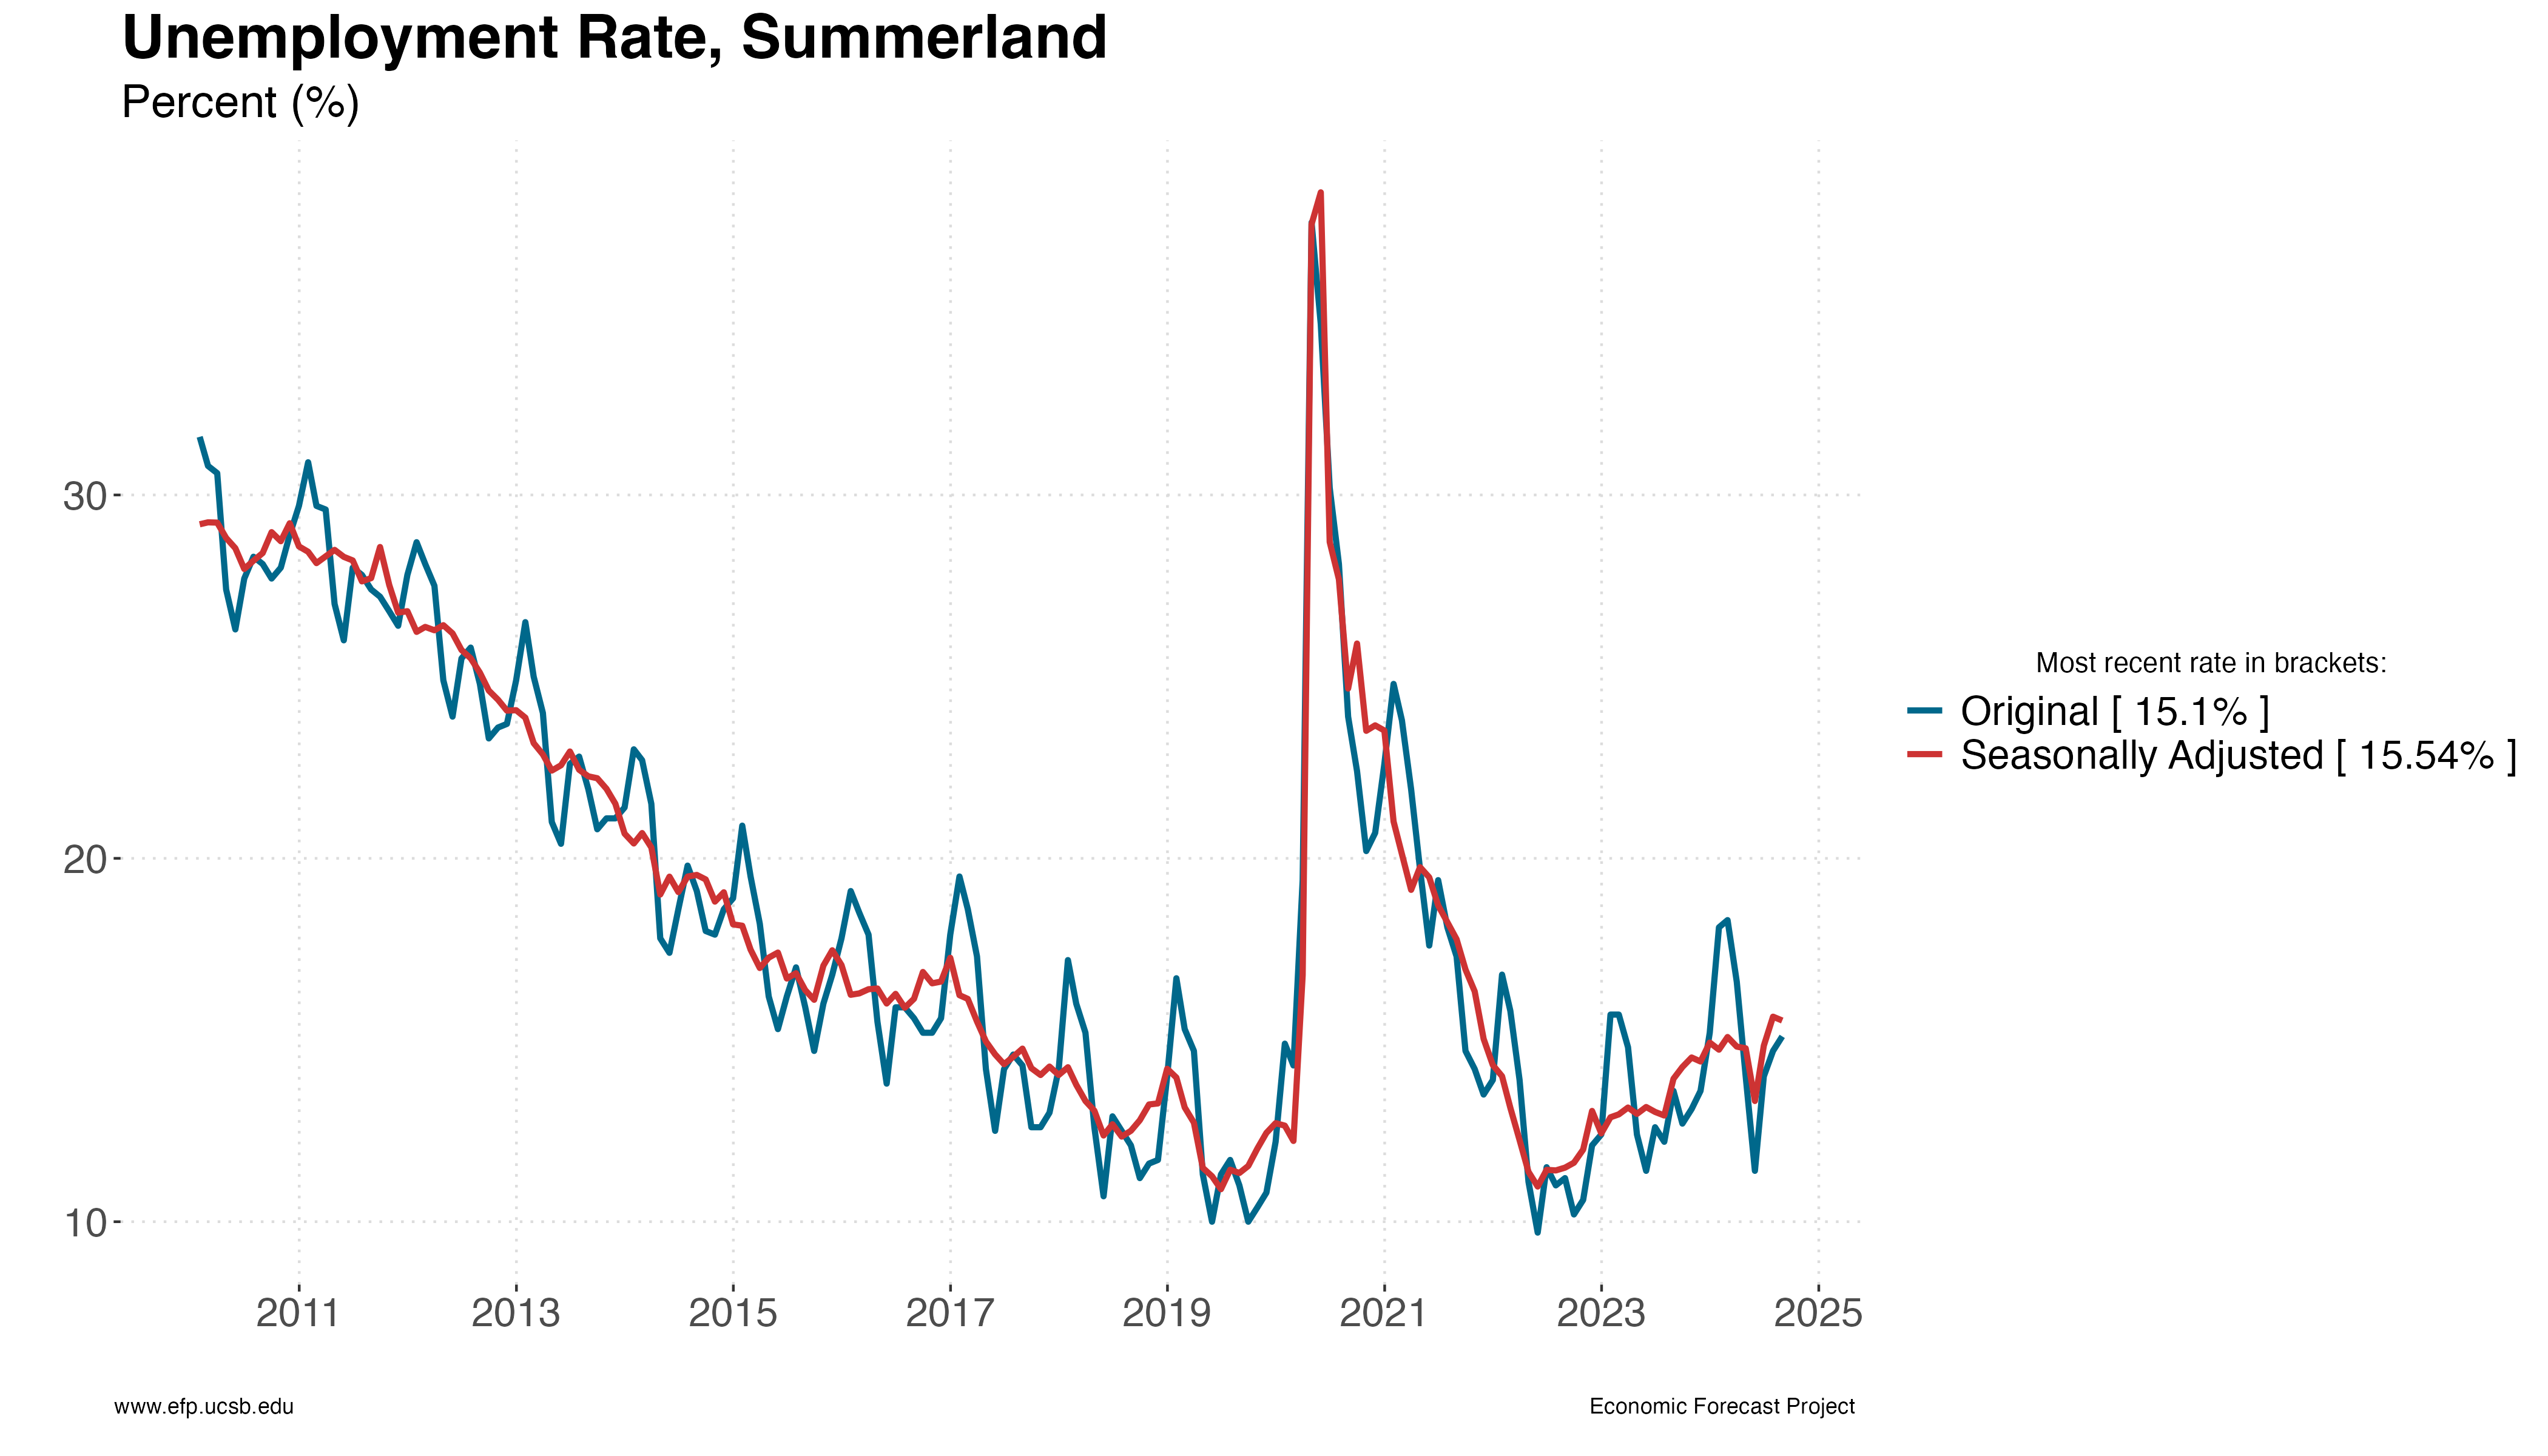 Unemployment Rate, Summerland
Percent (%)
30
20
10
2011 2013 2015 2017 2019 2021 2023 2025
Most recent rate in brackets:
Original [ 15.1% ]
Seasonally Adjusted [ 15.54% ]
www.efp.ucsb.edu
Economic Forecast Project